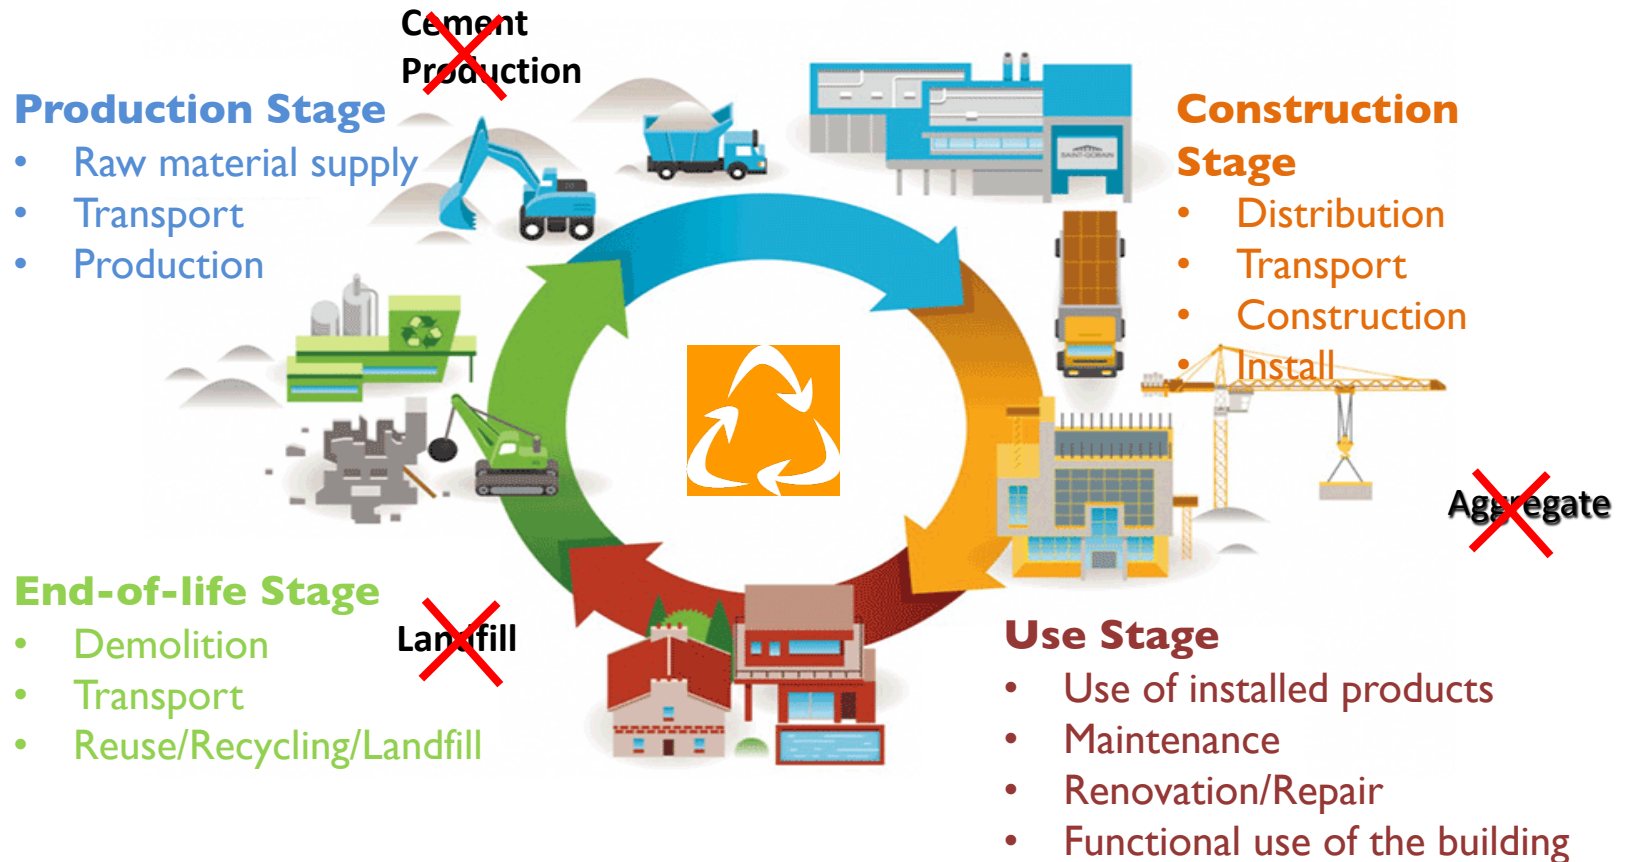 Cement
Production
Production Stage
• Raw material supply
• Transport
• Production
SAINT-GOBAIN
Construction
Stage
• Distribution
• Transport
• Construction
• Install
Aggregate
End-of-life Stage
• Demolition
• Transport
• Reuse/Recycling/Landfill
Landfill
Use Stage
• Use of installed products
• Maintenance
• Renovation/Repair
• Functional use of the building